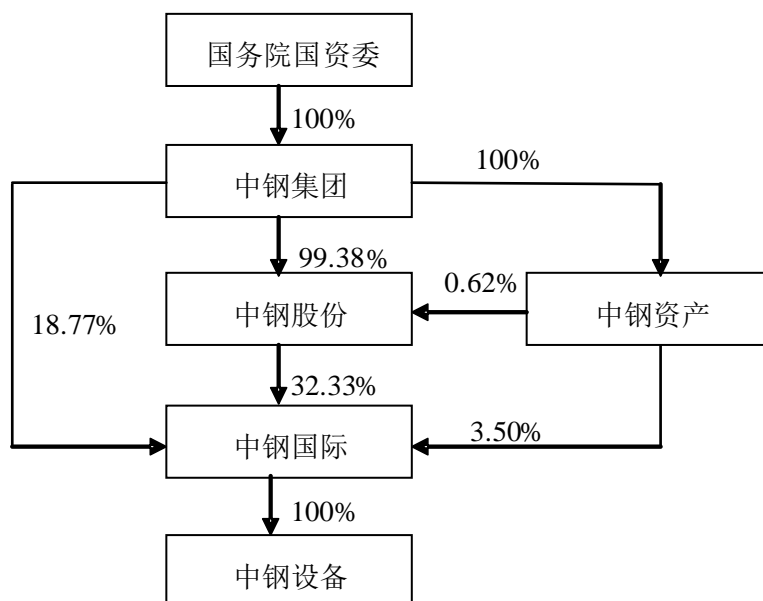 国务院国资委
100%
中钢集团
100%
99.38%
中钢股份
0.62%
中钢资产
18.77%
32.33%
中钢国际
3.50%
100%
中钢设备